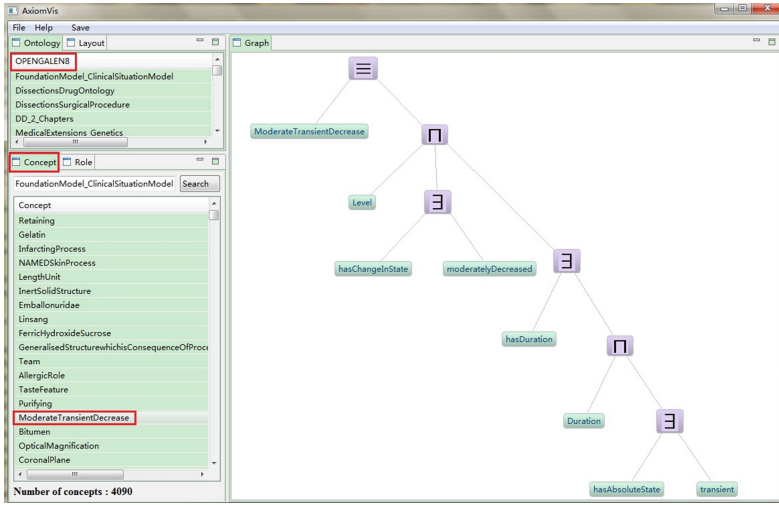 AxiomVis
File Help Save
Ontology Layout
OPENGALEN8
FoundationModel_ClinicalSituationModel
DissectionsDrugOntology
DissectionsSurgicalProcedure
DD_2_Chapters
MedicalExtensions Genetics
Concept Role
FoundationModel_ClinicalSituationModel Search
Concept
Retaining
Gelatin
InfarctingProcess
NAMEDSkinProcess
LengthUnit
InertSolidStructure
Emballonuridae
Linsang
FerricHydroxideSucrose
GeneralisedStructurewhichisConsequenceOfProce
Team
AllergicRole
TasteFeature
Purifying
ModerateTransientDecrease
Bitumen
OpticalMagnification
CoronalPlane
Number of concepts : 4090
Graph
≡
ModerateTransientDecrease
⊓
Level
∃
hasChangeInState
moderatelyDecreased
∃
hasDuration
⊓
Duration
∃
hasAbsoluteState
transient